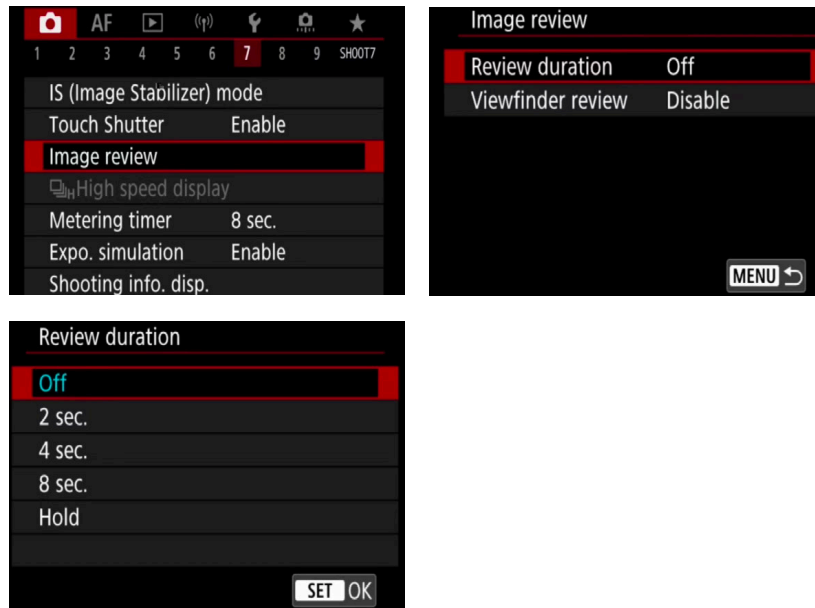 AF
1 2 3 4 5 6 7 8 9 SHOOT7
IS (Image Stabilizer) mode
Touch Shutter Enable
Image review
H High speed display
Metering timer 8 sec.
Expo. simulation Enable
Shooting info. disp.
Image review
Review duration Off
Viewfinder review Disable
MENU
Review duration
Off
2 sec.
4 sec.
8 sec.
Hold
SET OK